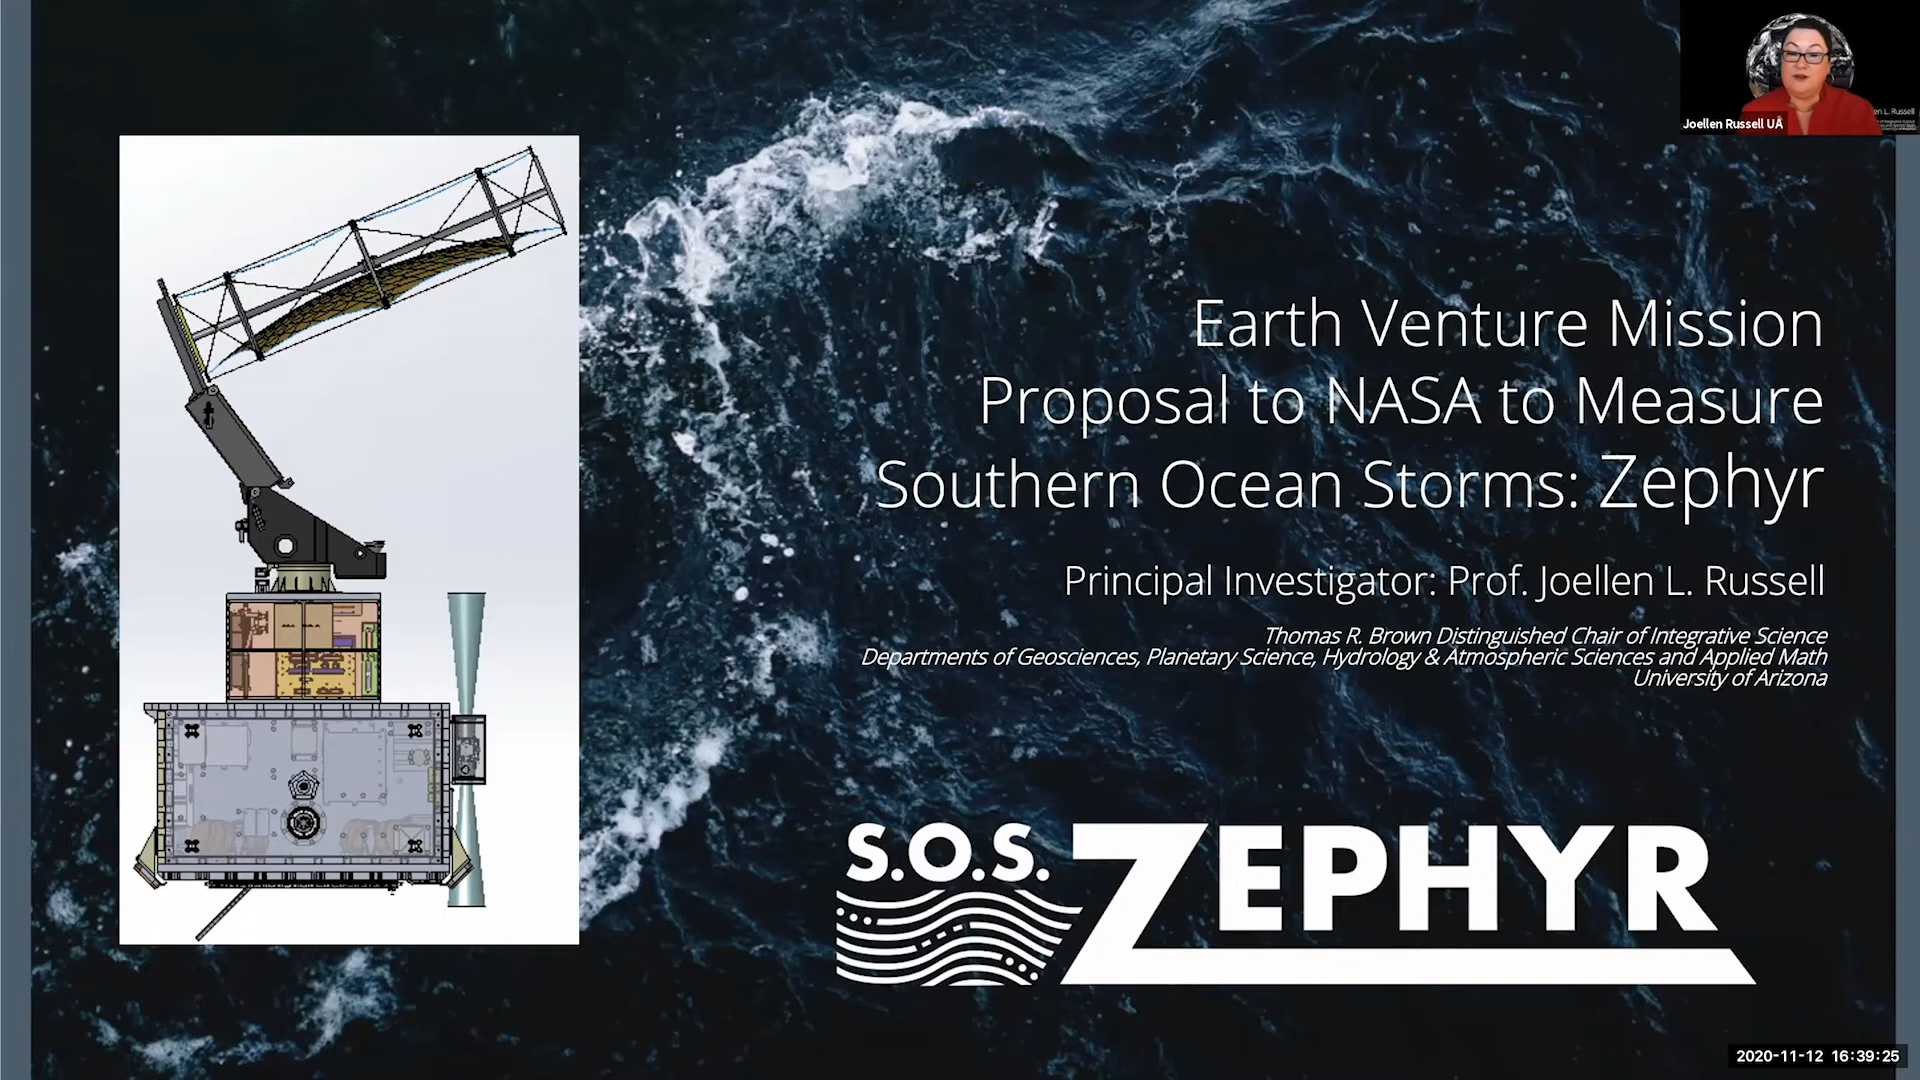 Joellen Russell UA
en L. Russell
Earth Venture Mission
Proposal to NASA to Measure
Southern Ocean Storms: Zephyr
Principal Investigator: Prof. Joellen L. Russell
Thomas R. Brown Distinguished Chair of Integrative Science
Departments of Geosciences, Planetary Science, Hydrology & Atmospheric Sciences and Applied Math
University of Arizona
S.O.S. ZEPHYR
2020-11-12 16:39:25